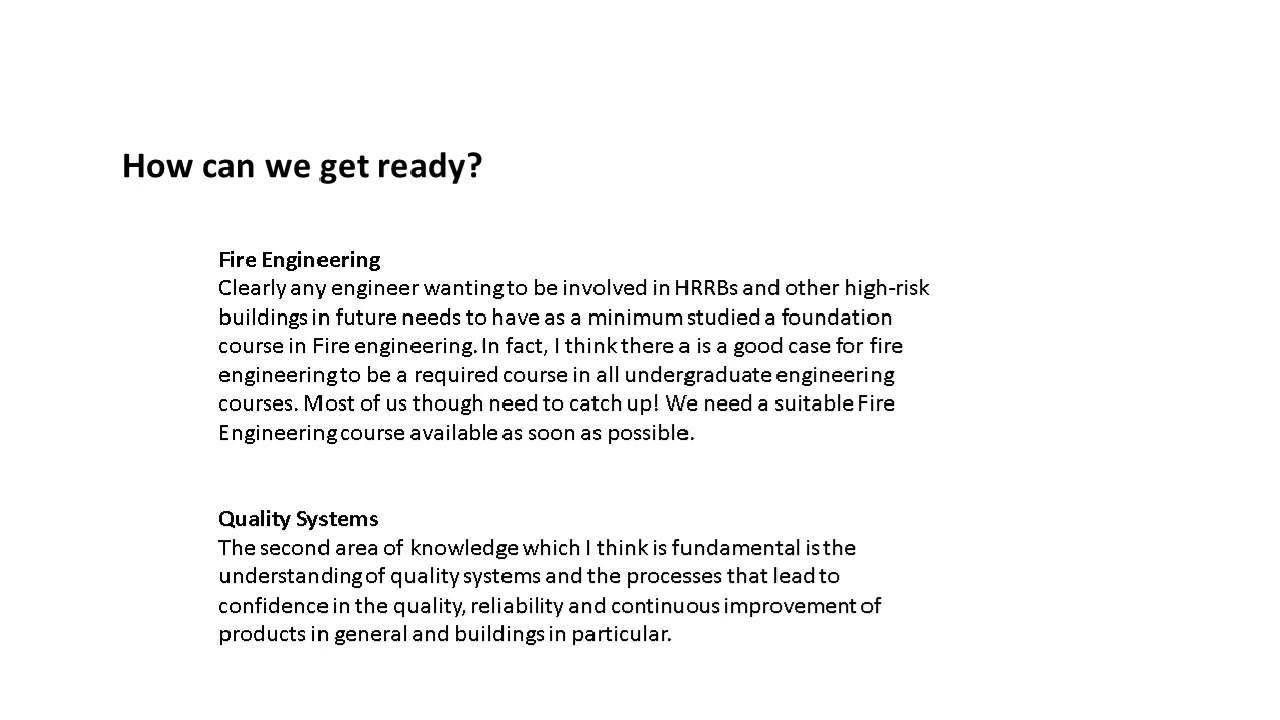 How can we get ready?
Fire Engineering
Clearly any engineer wanting to be involved in HRRBs and other high-risk
buildings in future needs to have as a minimum studied a foundation
course in Fire engineering. In fact, I think there a is a good case for fire
engineering to be a required course in all undergraduate engineering
courses. Most of us though need to catch up! We need a suitable Fire
Engineering course available as soon as possible.
Quality Systems
The second area of knowledge which I think is fundamental is the
understanding of quality systems and the processes that lead to
confidence in the quality, reliability and continuous improvement of
products in general and buildings in particular.